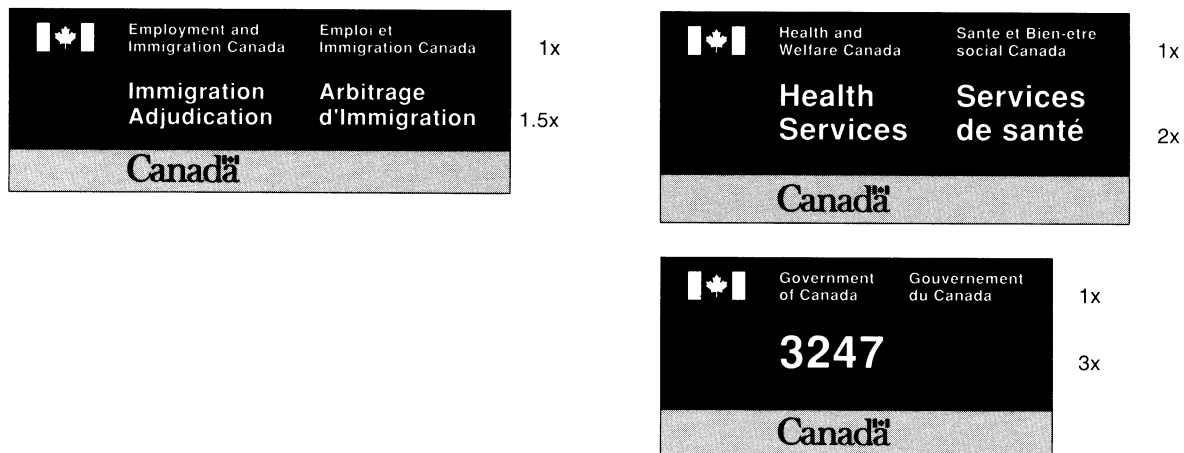 Employment and
Immigration Canada
Emploi et
Immigration Canada
1x
Immigration
Adjudication
Arbitrage
d'Immigration
1.5x
Canada
Health and
Welfare Canada
Sante et Bien-etre
social Canada
1x
Health
Services
Services
de santé
2x
Canada
Government
of Canada
Gouvernement
du Canada
1x
3247
3x
Canada